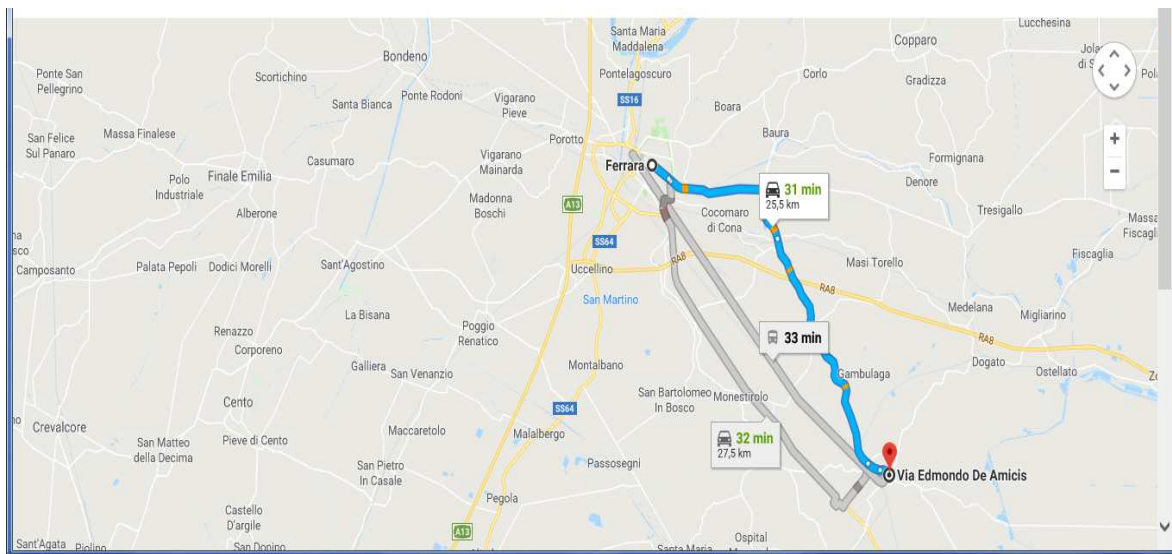 Lucchesina
Santa Maria
Maddalena
Copparo
Bondeno
Ponte San
Pellegrino
Scortichino
Pontelagoscuro
Corlo
Gradizza
Santa Bianca
Ponte Rodoni
Vigarano
Pieve
SS16
Boara
San Felice
Sul Panaro
Massa Finalese
Porotto
Baura
Casumaro
Vigarano
Mainarda
Ferrara
Formignana
Polo
Industriale
Finale Emilia
Denore
31 min
25,5 km
Madonna
Boschi
A13
Alberone
Cocomaro
di Cona
Tresigallo
Massa
SS64
Camposanto
Palata Pepoli
Dodici Morelli
Sant'Agostino
Uccellino
RA8
Masi Torello
Fiscaglia
RA8
San Martino
La Bisana
Medelana
Migliarino
Renazzo
Corporeno
Poggio
Renatico
33 min
RA8
Galliera
San Venanzio
Montalbano
Gambulaga
Dogato
Ostellato
Cento
San Bartolomeo
In Bosco
Monestirolo
SS64
Crevalcore
San Matteo
della Decima
Pieve di Cento
Maccaretolo
Malalbergo
32 min
27,5 km
San Pietro
In Casale
Passosegni
Via Edmondo De Amicis
Pegola
Castello
D'argile
A13
Sant'Agata
San Donino
Ospital
Santa Maria